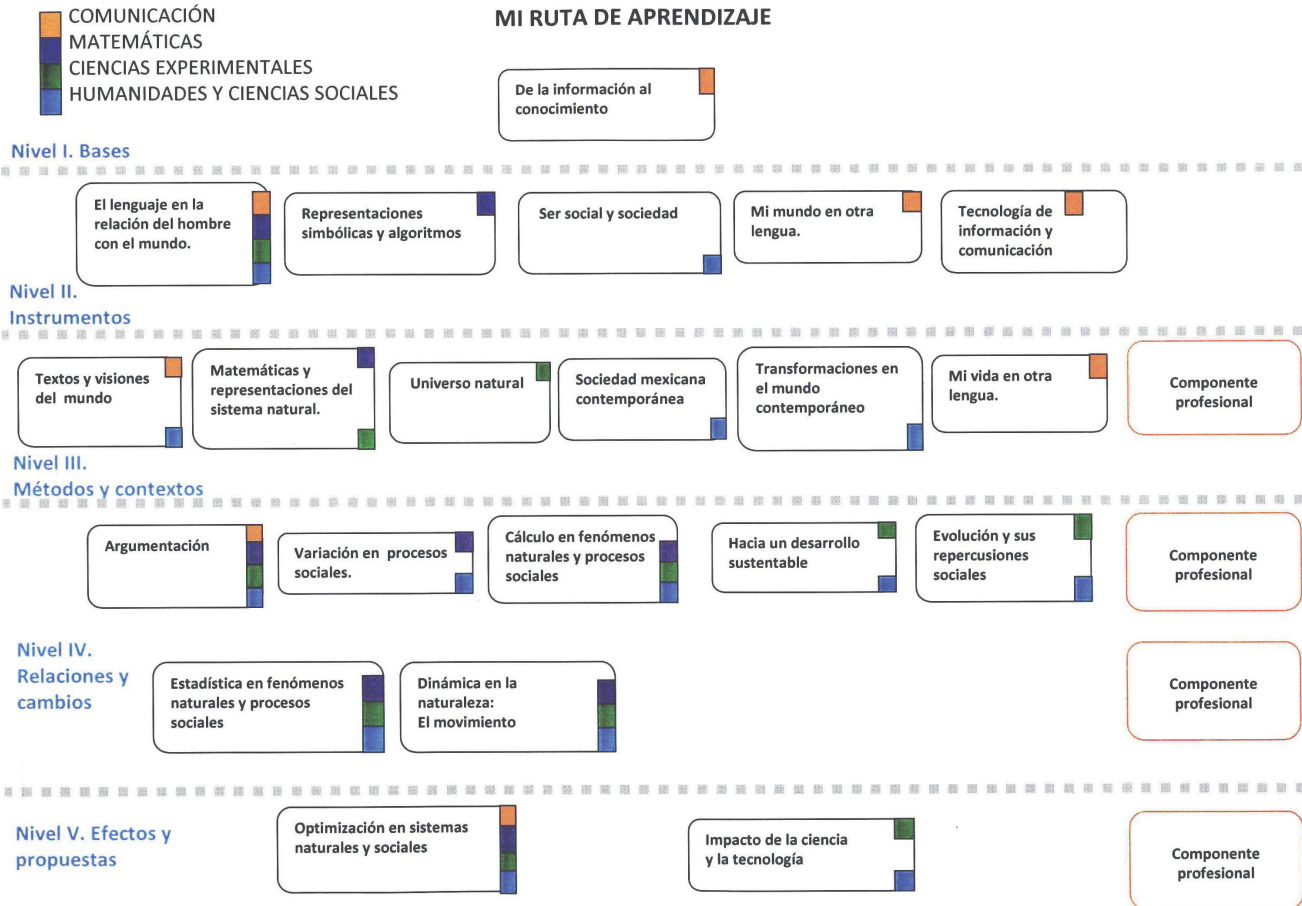 MI RUTA DE APRENDIZAJE
COMUNICACIÓN
MATEMÁTICAS
CIENCIAS EXPERIMENTALES
HUMANIDADES Y CIENCIAS SOCIALES
De la información al
conocimiento
Nivel I. Bases
El lenguaje en la
relación del hombre
con el mundo.
Representaciones
simbólicas y algoritmos
Ser social y sociedad
Mi mundo en otra
lengua.
Tecnología de
información y
comunicación
Nivel II.
Instrumentos
Textos y visiones
del mundo
Matemáticas y
representaciones del
sistema natural.
Universo natural
Sociedad mexicana
contemporánea
Transformaciones en
el mundo
contemporáneo
Mi vida en otra
lengua.
Componente
profesional
Nivel III.
Métodos y contextos
Argumentación
Variación en procesos
sociales.
Cálculo en fenómenos
naturales y procesos
sociales
Hacia un desarrollo
sustentable
Evolución y sus
repercusiones
sociales
Componente
profesional
Nivel IV.
Relaciones y
cambios
Estadística en fenómenos
naturales y procesos
sociales
Dinámica en la
naturaleza:
El movimiento
Componente
profesional
Nivel V. Efectos y
propuestas
Optimización en sistemas
naturales y sociales
Impacto de la ciencia
y la tecnología
Componente
profesional